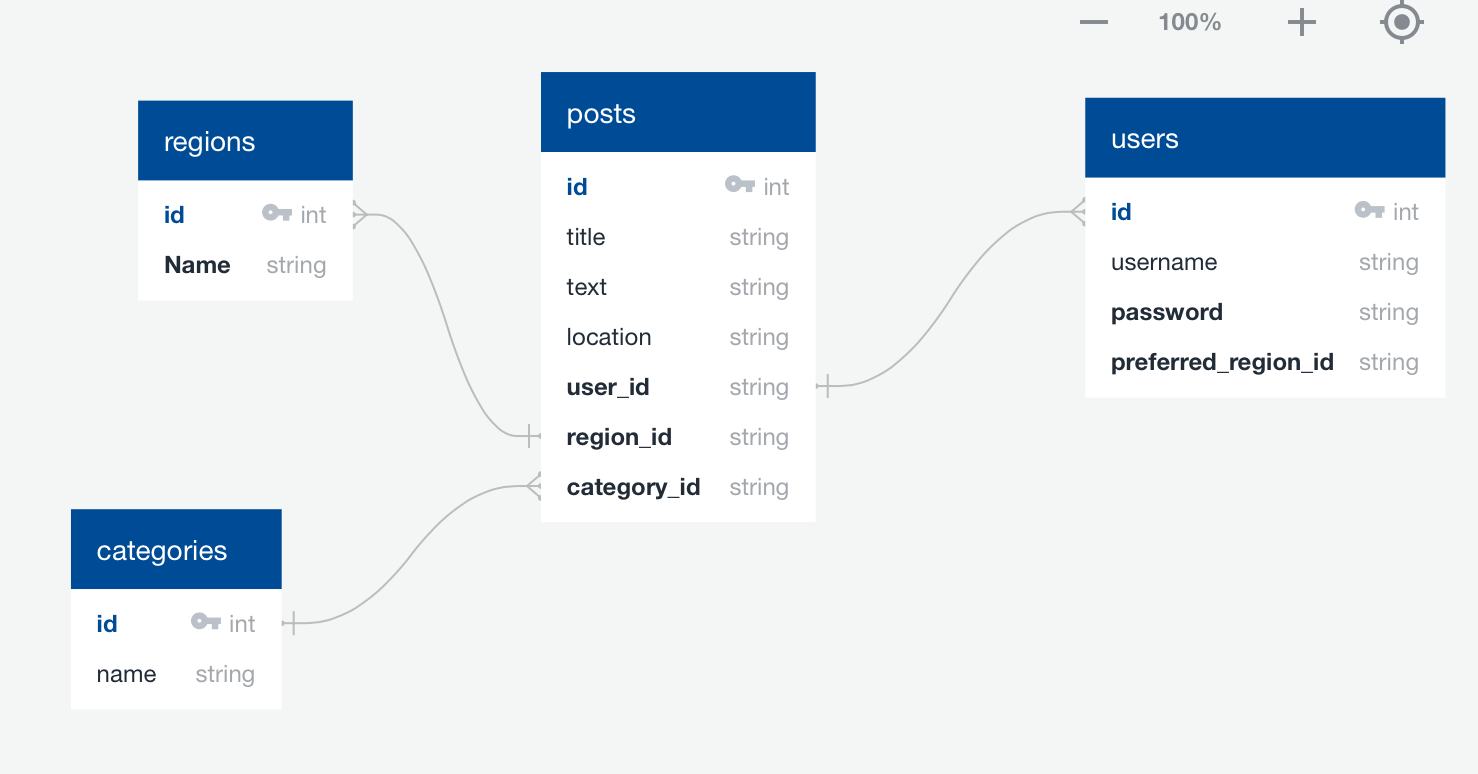 100%
regions
id int
Name string
posts
id int
title string
text string
location string
user_id string
region_id string
category_id string
users
id int
username string
password string
preferred_region_id string
categories
id int
name string